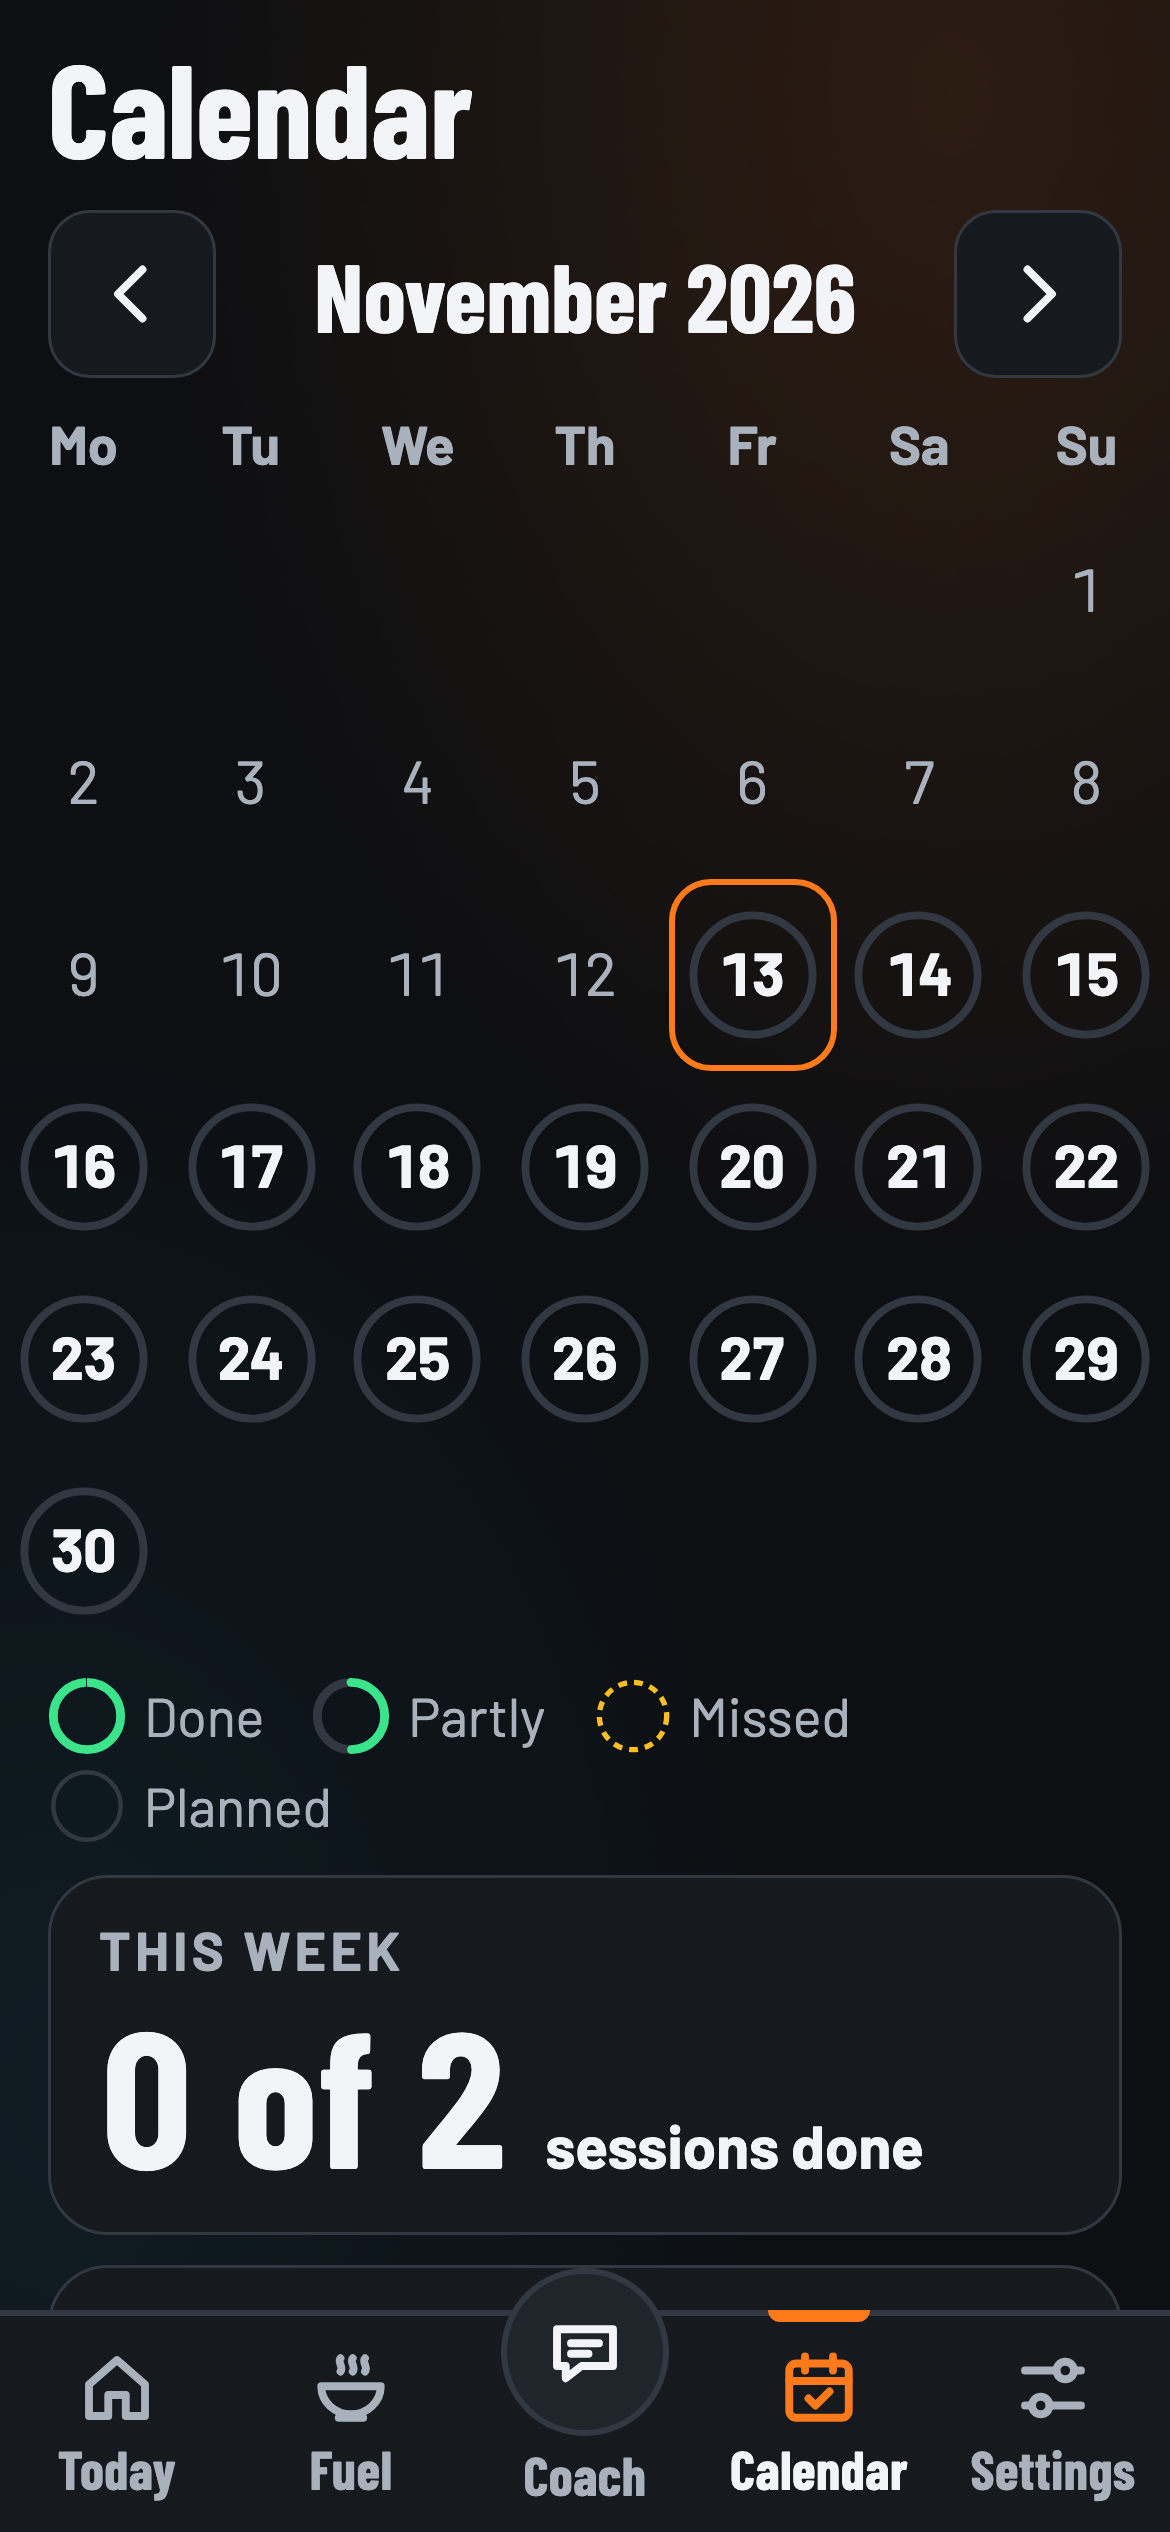 Calendar
November 2026
Mo Tu We Th Fr Sa Su
1
2 3 4 5 6 7 8
9 10 11 12 13 14 15
16 17 18 19 20 21 22
23 24 25 26 27 28 29
30
Done Partly Missed
Planned
THIS WEEK
0 of 2 sessions done
Today Fuel Coach Calendar Settings